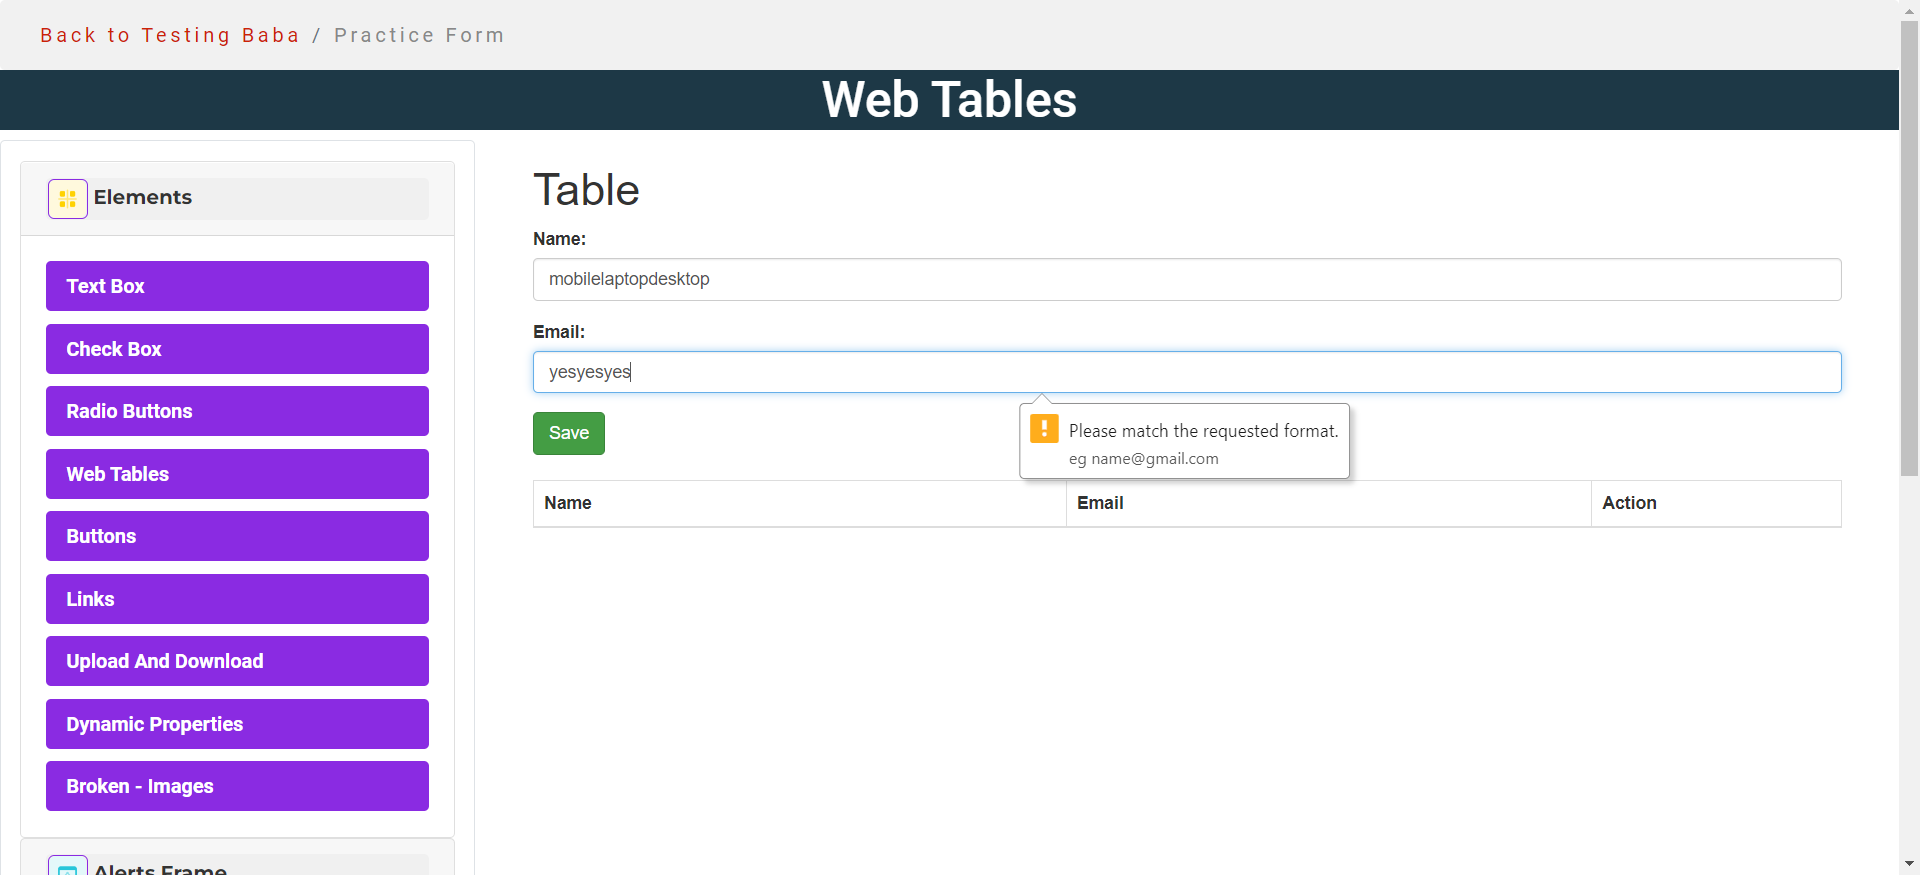 Back to Testing Baba / Practice Form
Web Tables
Elements
Text Box
Check Box
Radio Buttons
Web Tables
Buttons
Links
Upload And Download
Dynamic Properties
Broken - Images
Alerts Frame
Table
Name:
mobilelaptopdesktop
Email:
yesyesyes
Please match the requested format.
eg name@gmail.com
Save
Name Email Action